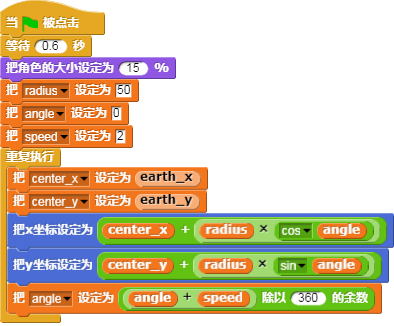 当 被点击
等待 0.6 秒
把角色的大小设定为 15 %
把 radius 设定为 50
把 angle 设定为 0
把 speed 设定为 2
重复执行
把 center_x 设定为 earth_x
把 center_y 设定为 earth_y
把x坐标设定为 center_x + radius × cos angle
把y坐标设定为 center_y + radius × sin angle
把 angle 设定为 angle + speed 除以 360 的余数